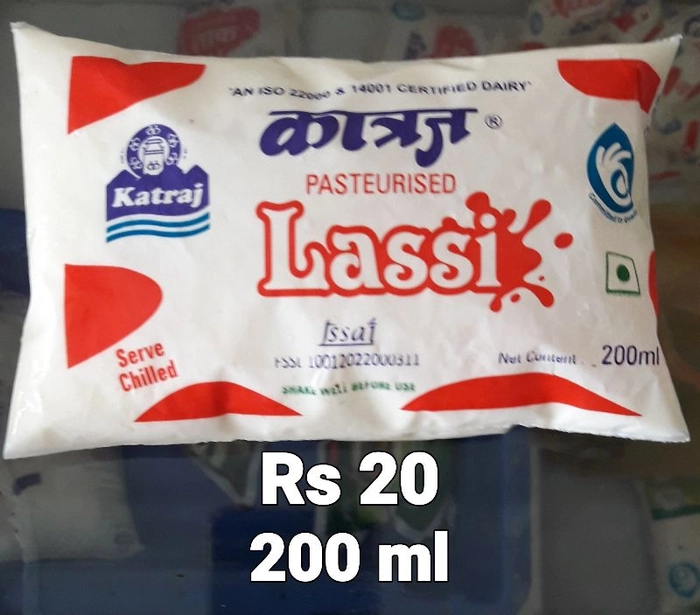 "AN ISO 22000 & 14001 CERTIFIED DAIRY"
कात्रज ®
Katraj
PASTEURISED
Lassi
fssai
FSSL 10012022000311
Net Content . . 200ml
Serve
Chilled
SHAKE WELL BEFORE USE
Rs 20
200 ml